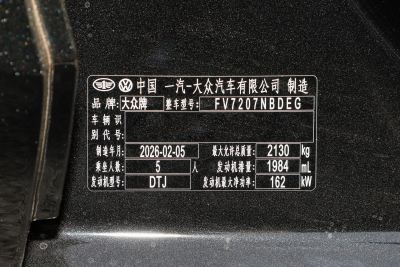 中国 一汽-大众汽车有限公司 制造
品牌: 大众牌 整车型号: FV7207NBDEG
车辆识别代号:
制造年月 2026-02-05 最大允许总质量 2130 kg
乘坐人数 5 人 发动机排量 1984 mL
发动机型号 DTJ 发动机最大净功率 162 kW